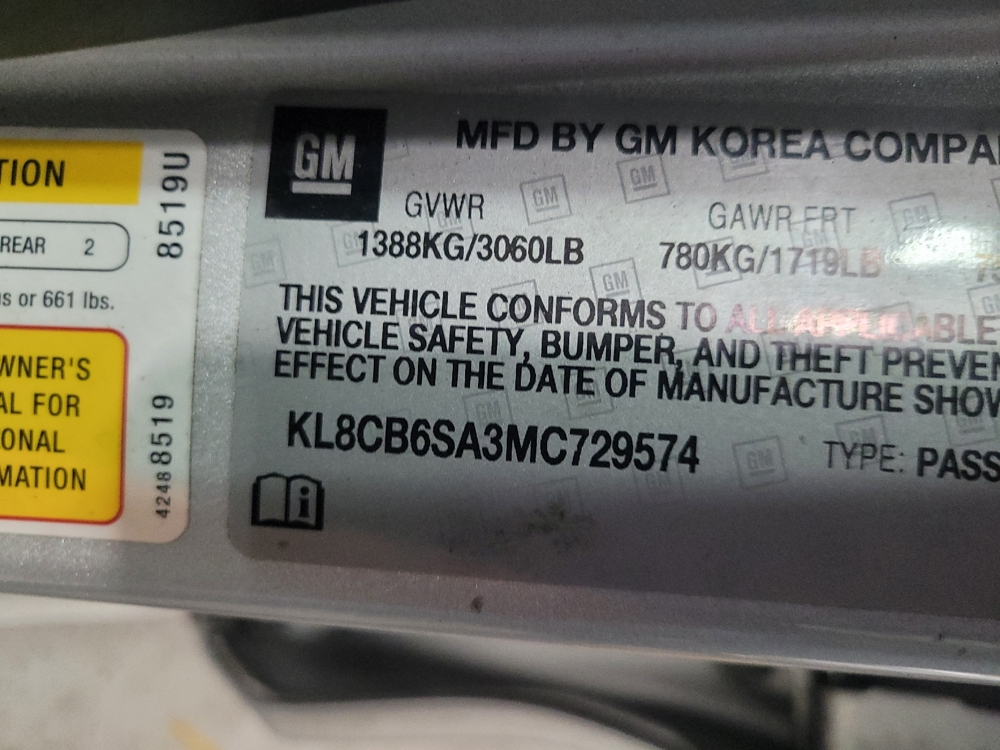 TION
REAR 2
s or 661 lbs.
WNER'S
AL FOR
ONAL
MATION
8519U
42488519
GM
MFD BY GM KOREA COMPA
GVWR
1388KG/3060LB
GAWR FRT
780KG/1719LB
THIS VEHICLE CONFORMS TO ALL APPLICABLE
VEHICLE SAFETY, BUMPER, AND THEFT PREVEN
EFFECT ON THE DATE OF MANUFACTURE SHOW
KL8CB6SA3MC729574
TYPE: PASS